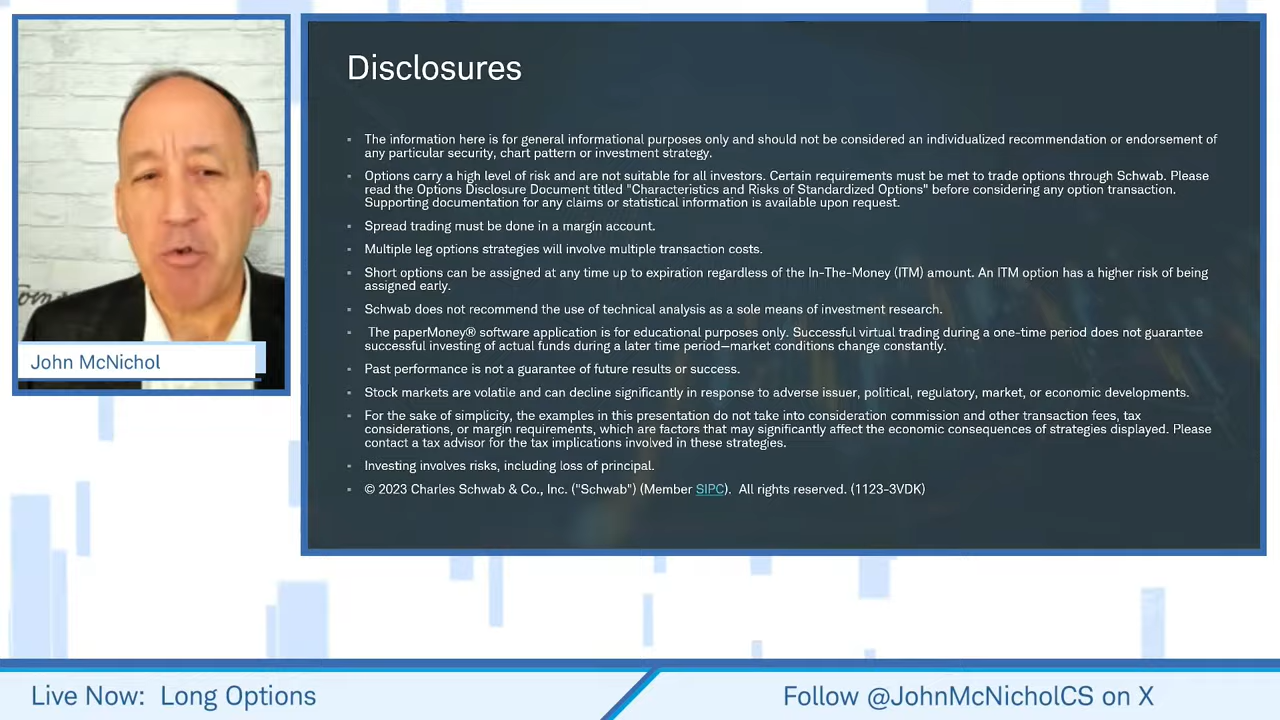 Disclosures
The information here is for general informational purposes only and should not be considered an individualized recommendation or endorsement of
any particular security, chart pattern or investment strategy.
Options carry a high level of risk and are not suitable for all investors. Certain requirements must be met to trade options through Schwab. Please
read the Options Disclosure Document titled "Characteristics and Risks of Standardized Options" before considering any option transaction.
Supporting documentation for any claims or statistical information is available upon request.
Spread trading must be done in a margin account.
Multiple leg options strategies will involve multiple transaction costs.
Short options can be assigned at any time up to expiration regardless of the In-The-Money (ITM) amount. An ITM option has a higher risk of being
assigned early.
Schwab does not recommend the use of technical analysis as a sole means of investment research.
The paperMoney® software application is for educational purposes only. Successful virtual trading during a one-time period does not guarantee
successful investing of actual funds during a later time period—market conditions change constantly.
Past performance is not a guarantee of future results or success.
Stock markets are volatile and can decline significantly in response to adverse issuer, political, regulatory, market, or economic developments.
For the sake of simplicity, the examples in this presentation do not take into consideration commission and other transaction fees, tax
considerations, or margin requirements, which are factors that may significantly affect the economic consequences of strategies displayed. Please
contact a tax advisor for the tax implications involved in these strategies.
Investing involves risks, including loss of principal.
© 2023 Charles Schwab & Co., Inc. ("Schwab") (Member SIPC). All rights reserved. (1123-3VDK)
John McNichol
Live Now: Long Options
Follow @JohnMcNicholCS on X